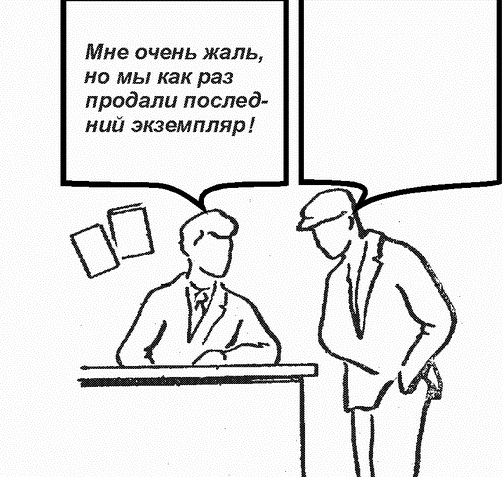 Мне очень жаль,
но мы как раз
продали послед-
ний экземпляр!